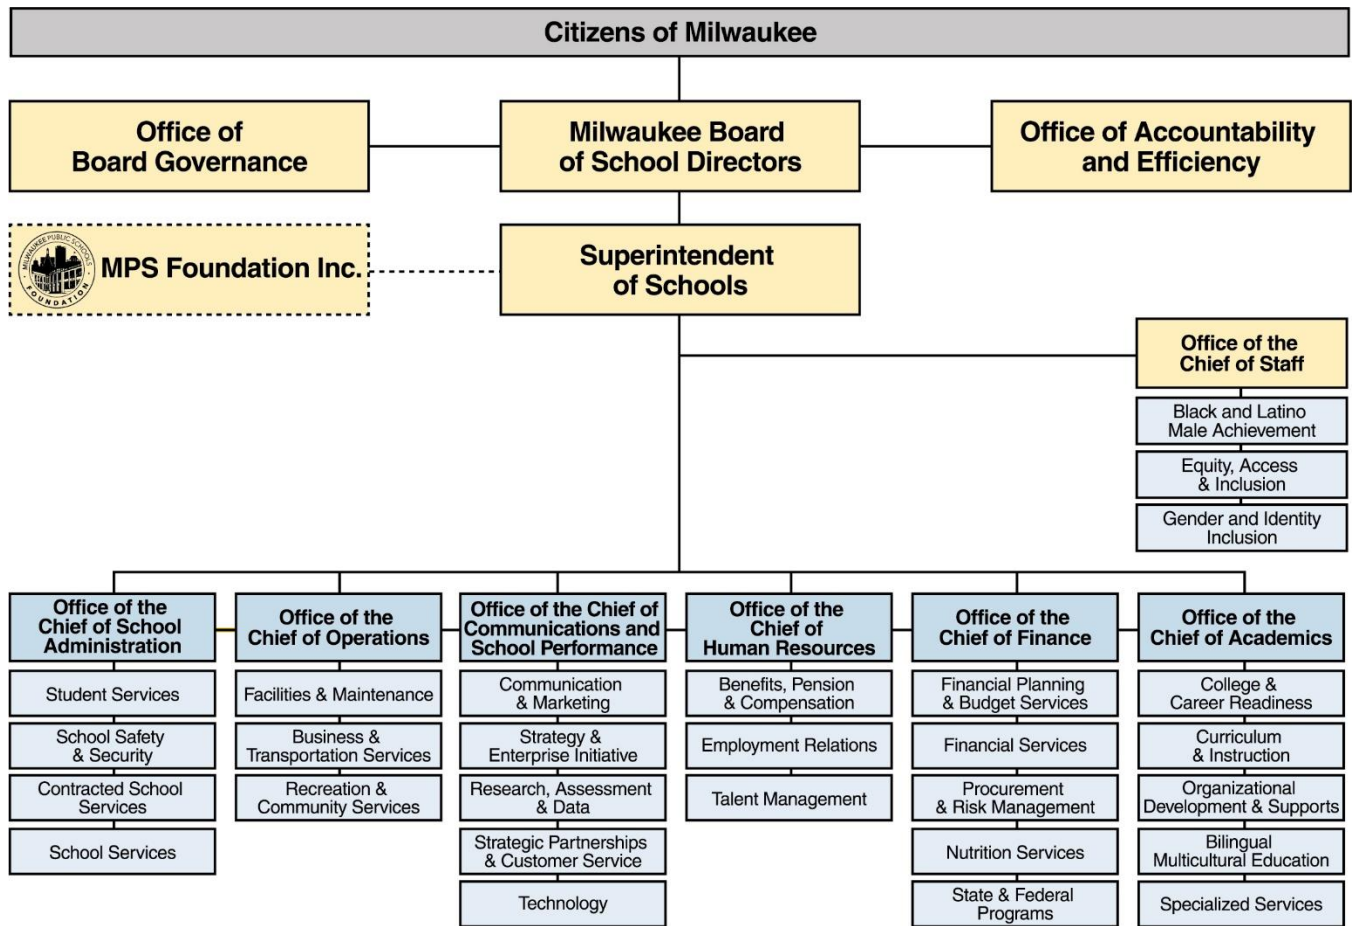 Citizens of Milwaukee
Office of
Board Governance
Milwaukee Board
of School Directors
Office of Accountability
and Efficiency
MILWAUKEE PUBLIC SCHOOLS
FOUNDATION
MPS Foundation Inc.
Superintendent
of Schools
Office of the
Chief of Staff
Black and Latino
Male Achievement
Equity, Access
& Inclusion
Gender and Identity
Inclusion
Office of the
Chief of School
Administration
Student Services
School Safety
& Security
Contracted School
Services
School Services
Office of the
Chief of Operations
Facilities & Maintenance
Business &
Transportation Services
Recreation &
Community Services
Office of the Chief of
Communications and
School Performance
Communication
& Marketing
Strategy &
Enterprise Initiative
Research, Assessment
& Data
Strategic Partnerships
& Customer Service
Technology
Office of the
Chief of
Human Resources
Benefits, Pension
& Compensation
Employment Relations
Talent Management
Office of the
Chief of Finance
Financial Planning
& Budget Services
Financial Services
Procurement
& Risk Management
Nutrition Services
State & Federal
Programs
Office of the
Chief of Academics
College &
Career Readiness
Curriculum
& Instruction
Organizational
Development & Supports
Bilingual
Multicultural Education
Specialized Services